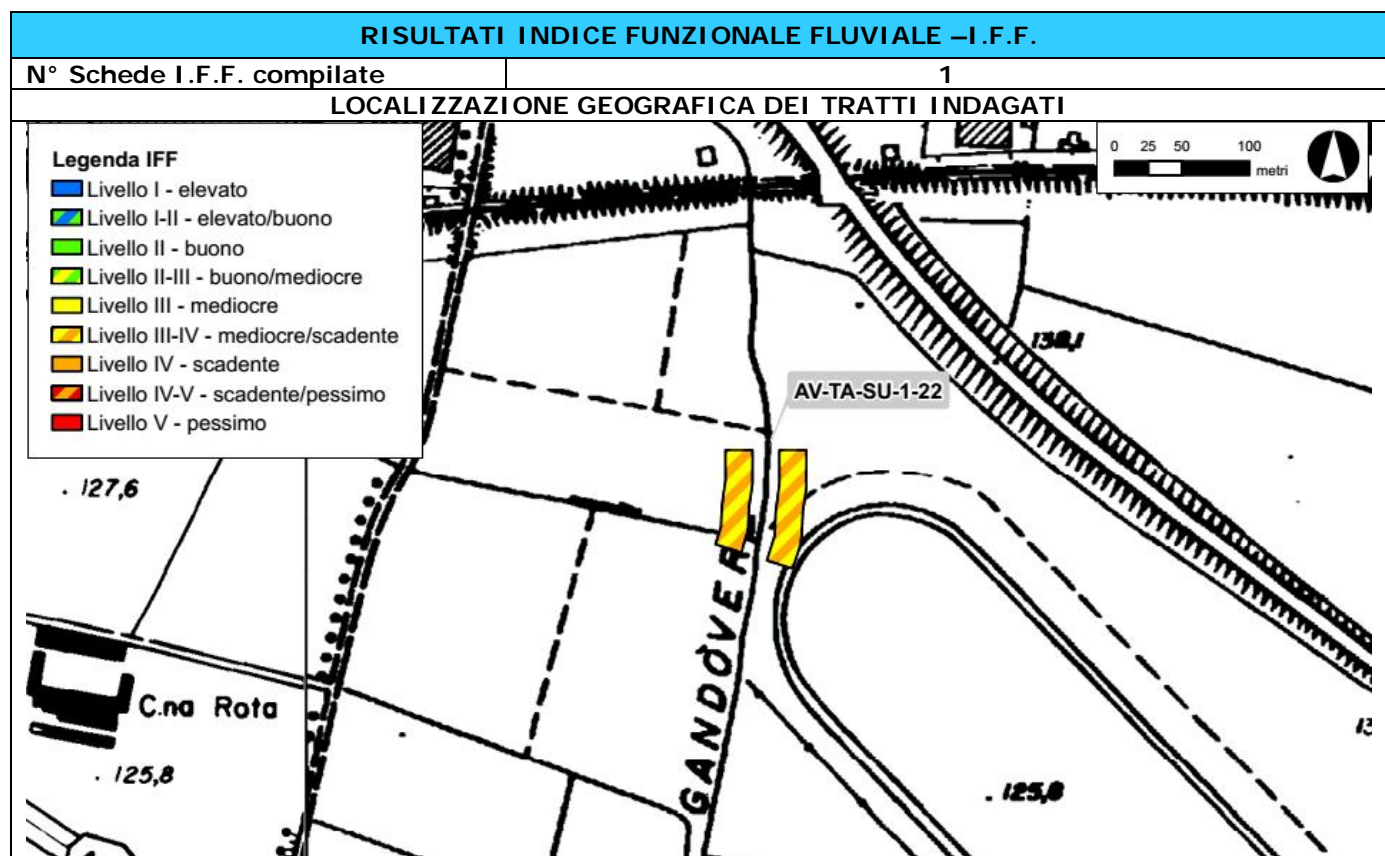 RISULTATI INDICE FUNZIONALE FLUVIALE –I.F.F.
N° Schede I.F.F. compilate 1
LOCALIZZAZIONE GEOGRAFICA DEI TRATTI INDAGATI
Legenda IFF
Livello I - elevato
Livello I-II - elevato/buono
Livello II - buono
Livello II-III - buono/mediocre
Livello III - mediocre
Livello III-IV - mediocre/scadente
Livello IV - scadente
Livello IV-V - scadente/pessimo
Livello V - pessimo
0 25 50 100
metri
138,1
AV-TA-SU-1-22
. 127,6
GANDÒVER
C.na Rota
. 125,8
. 125,8